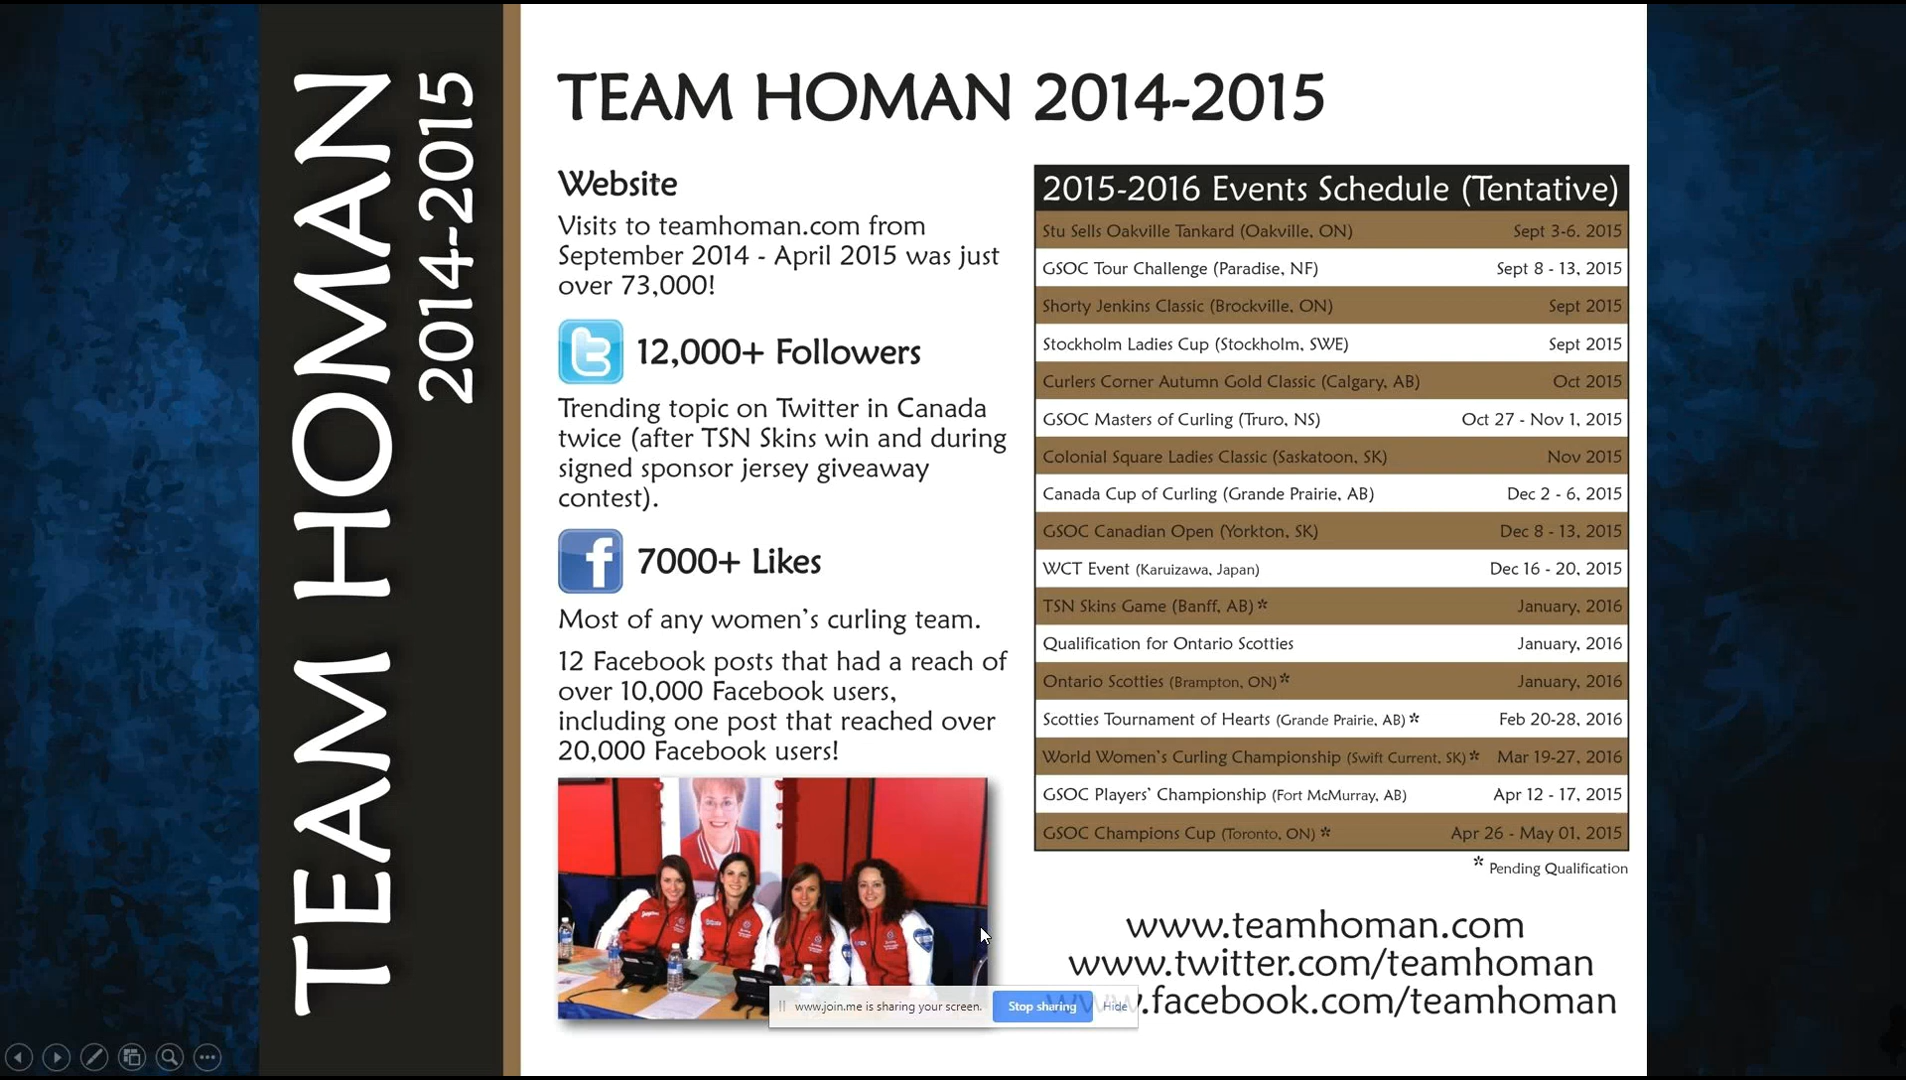 TEAM HOMAN
2014-2015
TEAM HOMAN 2014-2015
Website
Visits to teamhoman.com from
September 2014 - April 2015 was just
over 73,000!
12,000+ Followers
Trending topic on Twitter in Canada
twice (after TSN Skins win and during
signed sponsor jersey giveaway
contest).
7000+ Likes
Most of any women's curling team.
12 Facebook posts that had a reach of
over 10,000 Facebook users,
including one post that reached over
20,000 Facebook users!
2015-2016 Events Schedule (Tentative)
Stu Sells Oakville Tankard (Oakville, ON) Sept 3-6, 2015
GSOC Tour Challenge (Paradise, NF) Sept 8 - 13, 2015
Shorty Jenkins Classic (Brockville, ON) Sept 2015
Stockholm Ladies Cup (Stockholm, SWE) Sept 2015
Curlers Corner Autumn Gold Classic (Calgary, AB) Oct 2015
GSOC Masters of Curling (Truro, NS) Oct 27 - Nov 1, 2015
Colonial Square Ladies Classic (Saskatoon, SK) Nov 2015
Canada Cup of Curling (Grande Prairie, AB) Dec 2 - 6, 2015
GSOC Canadian Open (Yorkton, SK) Dec 8 - 13, 2015
WCT Event (Karuizawa, Japan) Dec 16 - 20, 2015
TSN Skins Game (Banff, AB) * January, 2016
Qualification for Ontario Scotties January, 2016
Ontario Scotties (Brampton, ON) * January, 2016
Scotties Tournament of Hearts (Grande Prairie, AB) * Feb 20-28, 2016
World Women's Curling Championship (Swift Current, SK) * Mar 19-27, 2016
GSOC Players' Championship (Fort McMurray, AB) Apr 12 - 17, 2015
GSOC Champions Cup (Toronto, ON) * Apr 26 - May 01, 2015
* Pending Qualification
www.teamhoman.com
www.twitter.com/teamhoman
www.facebook.com/teamhoman
www.join.me is sharing your screen. Stop sharing Hide